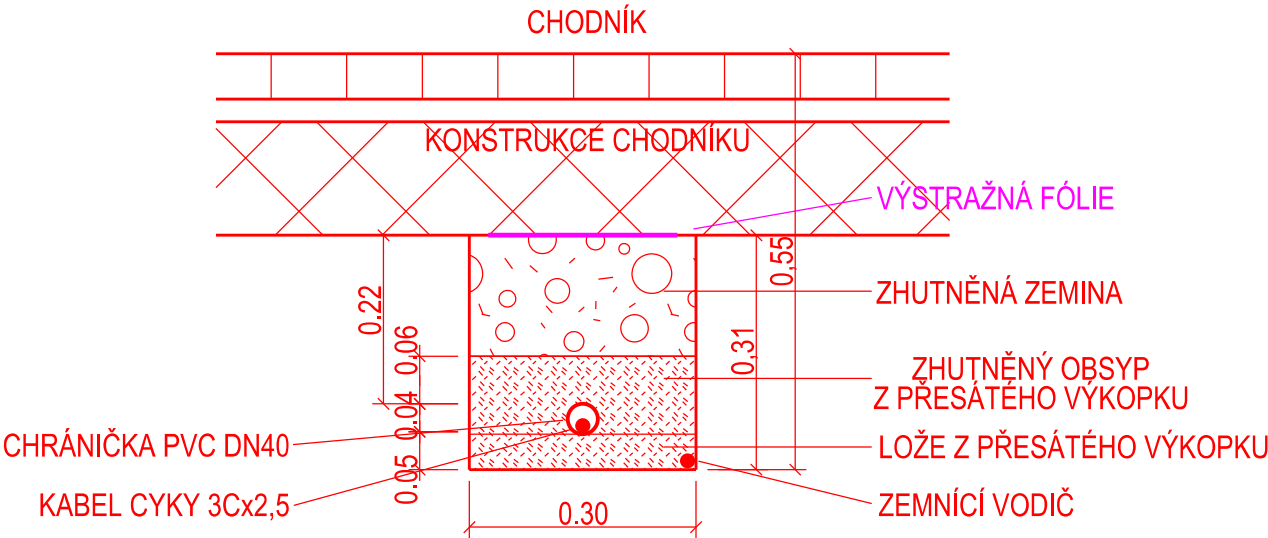 CHODNÍK
KONSTRUKCE CHODNÍKU
VÝSTRAŽNÁ FÓLIE
0,55
ZHUTNĚNÁ ZEMINA
0.22
0,31
0.06
ZHUTNĚNÝ OBSYP
Z PŘESÁTÉHO VÝKOPKU
0.04
CHRÁNIČKA PVC DN40
LOŽE Z PŘESÁTÉHO VÝKOPKU
0.05
KABEL CYKY 3Cx2,5
0.30
ZEMNÍCÍ VODIČ